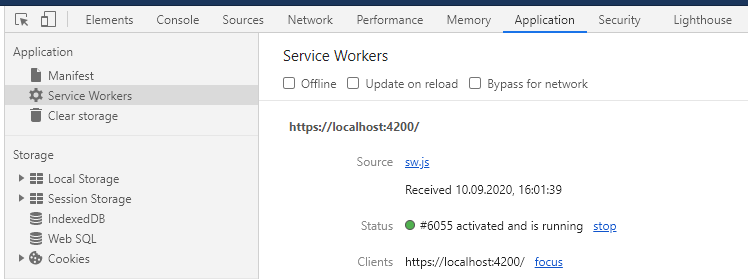 Elements Console Sources Network Performance Memory Application Security Lighthouse
Application
Manifest
Service Workers
Clear storage
Storage
Local Storage
Session Storage
IndexedDB
Web SQL
Cookies
Service Workers
Offline Update on reload Bypass for network
https://localhost:4200/
Source sw.js
Received 10.09.2020, 16:01:39
Status #6055 activated and is running stop
Clients https://localhost:4200/ focus